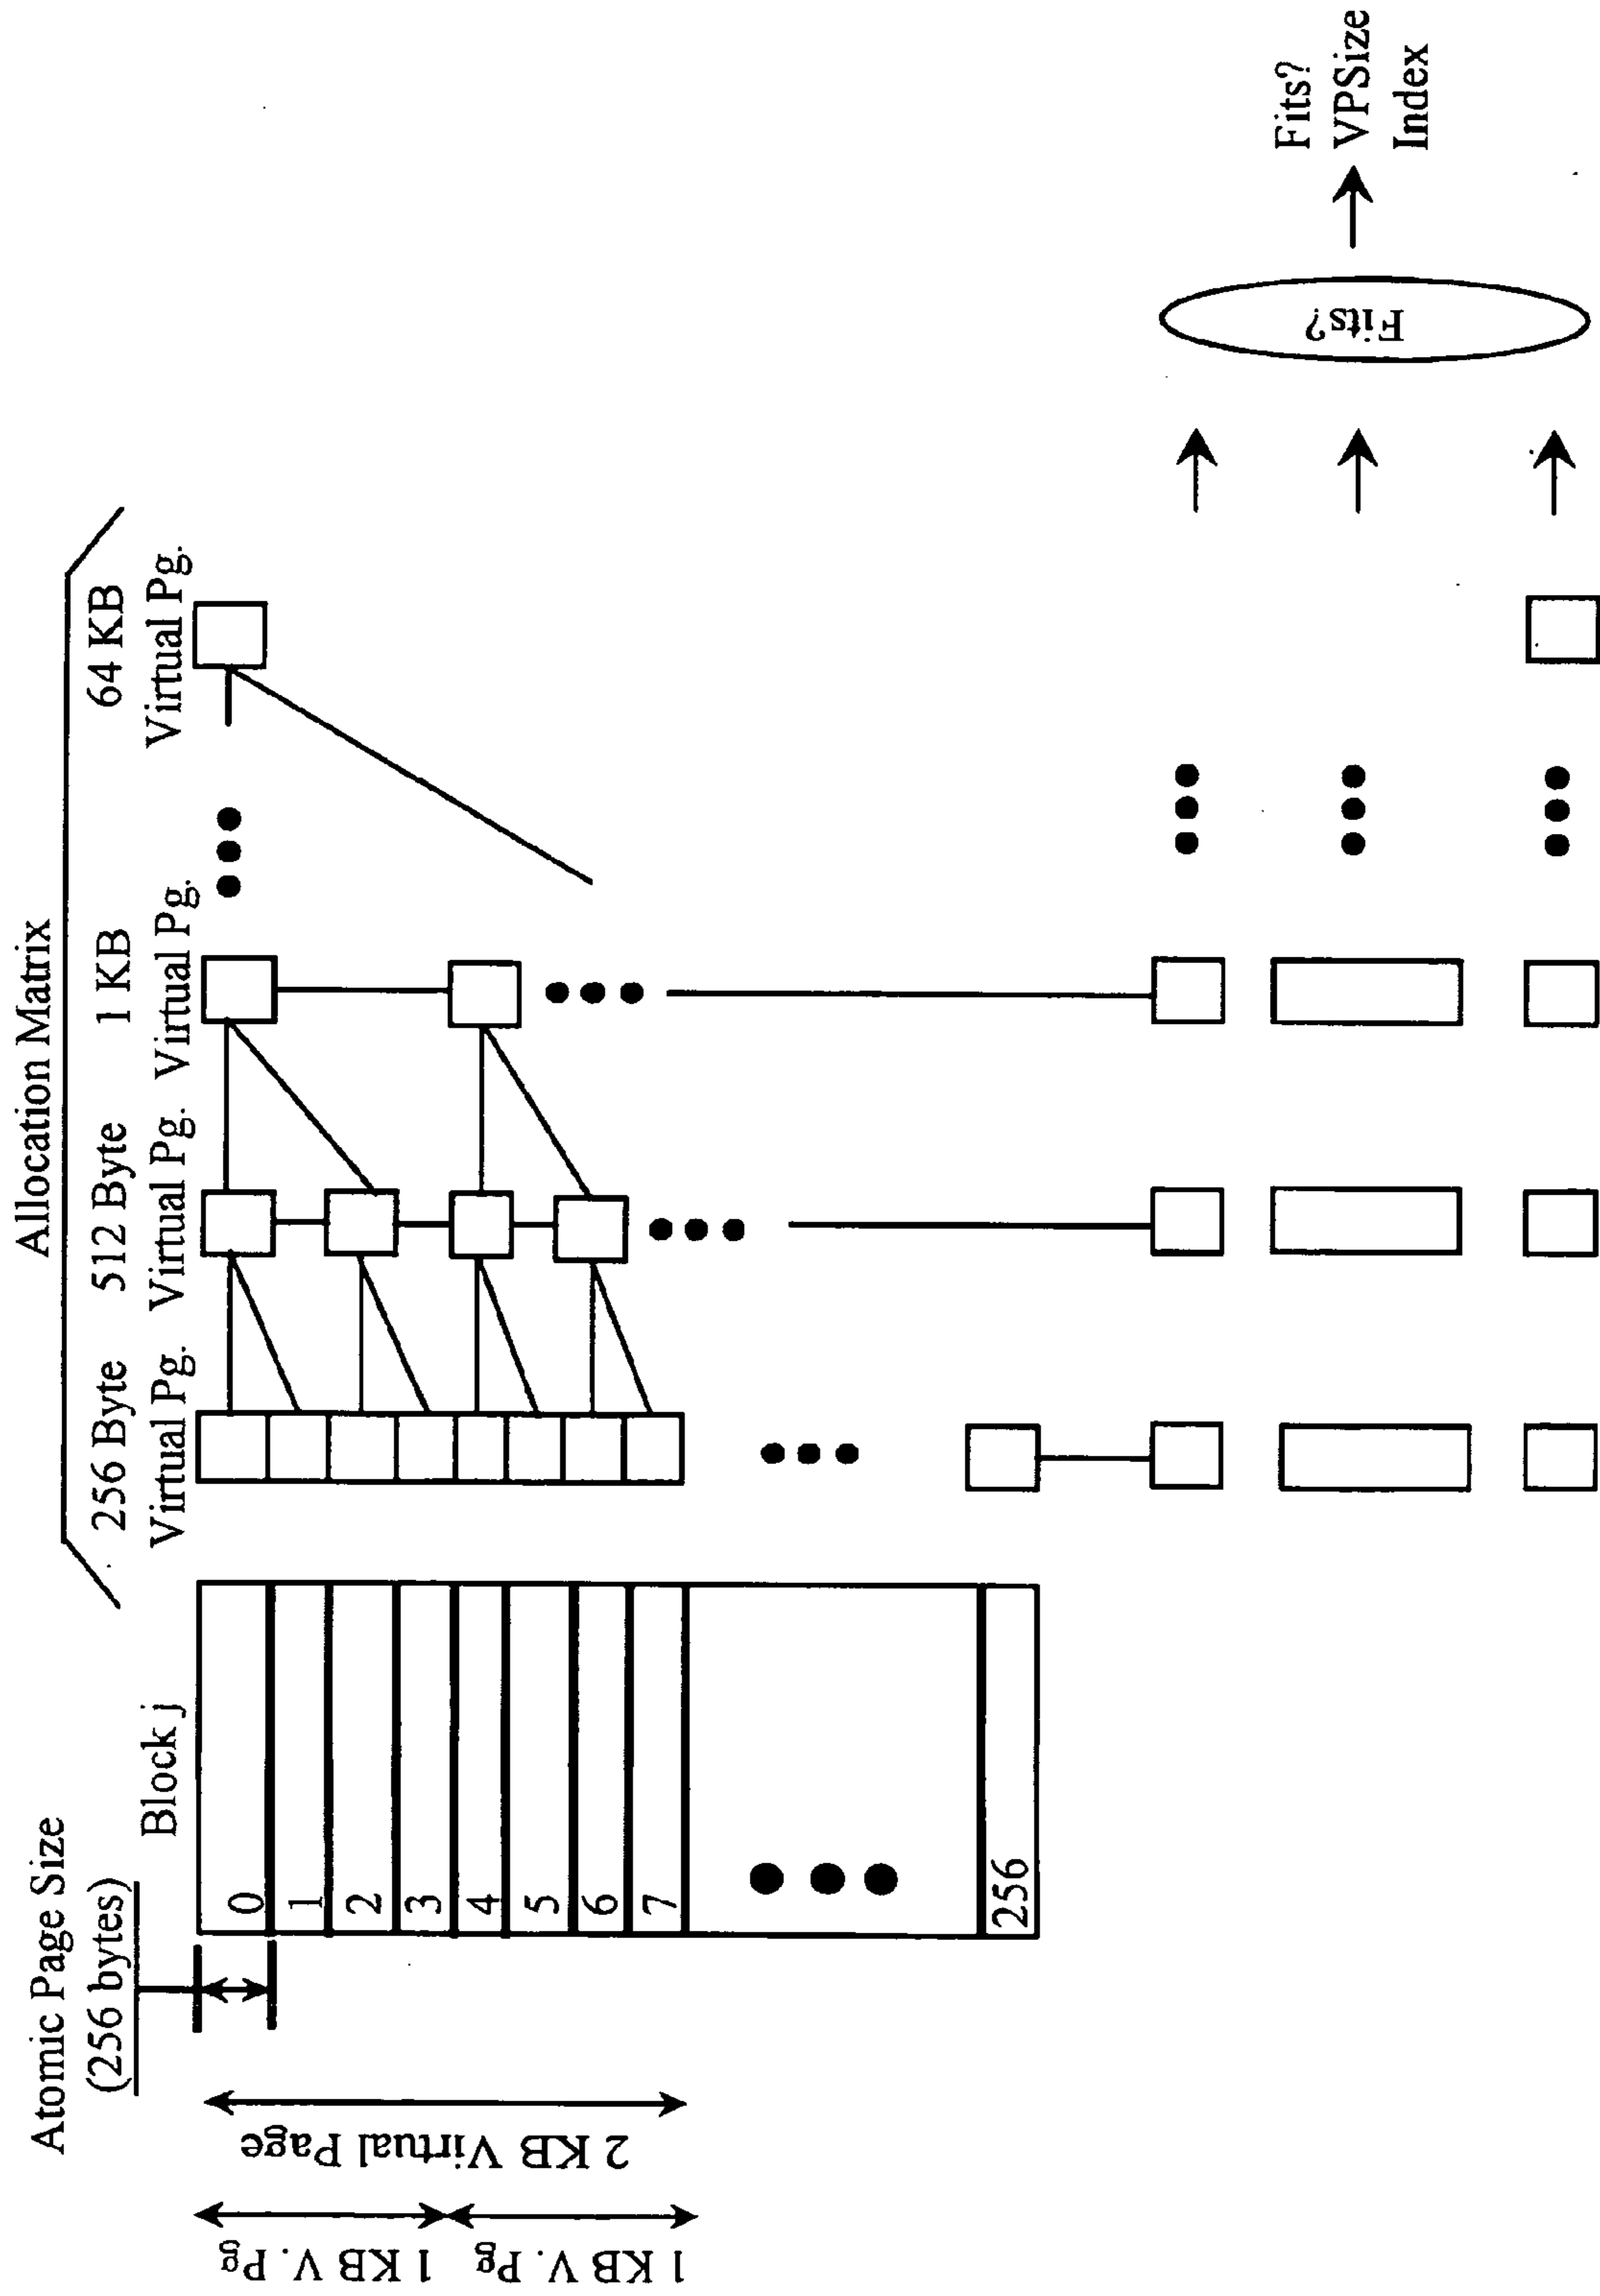 Allocation Matrix
Atomic Page Size
(256 bytes)
Block j
256 Byte
Virtual Pg.
512 Byte
Virtual Pg.
1 KB
Virtual Pg.
64 KB
Virtual Pg.
0
1
2
3
4
5
6
7
256
2 KB Virtual Page
1 KB V. Pg
1 KB V. Pg
Fits?
Fits?
VPSize
Index